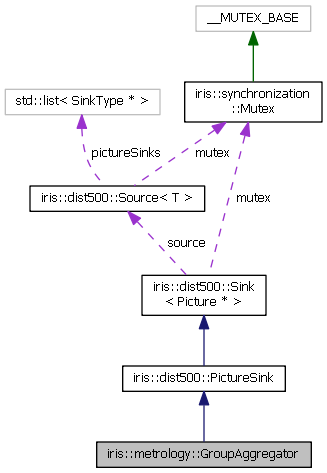 __MUTEX_BASE
std::list< SinkType * >
iris::synchronization
::Mutex
pictureSinks
mutex
iris::dist500::Source< T >
mutex
source
iris::dist500::Sink
< Picture * >
iris::dist500::PictureSink
iris::metrology::GroupAggregator